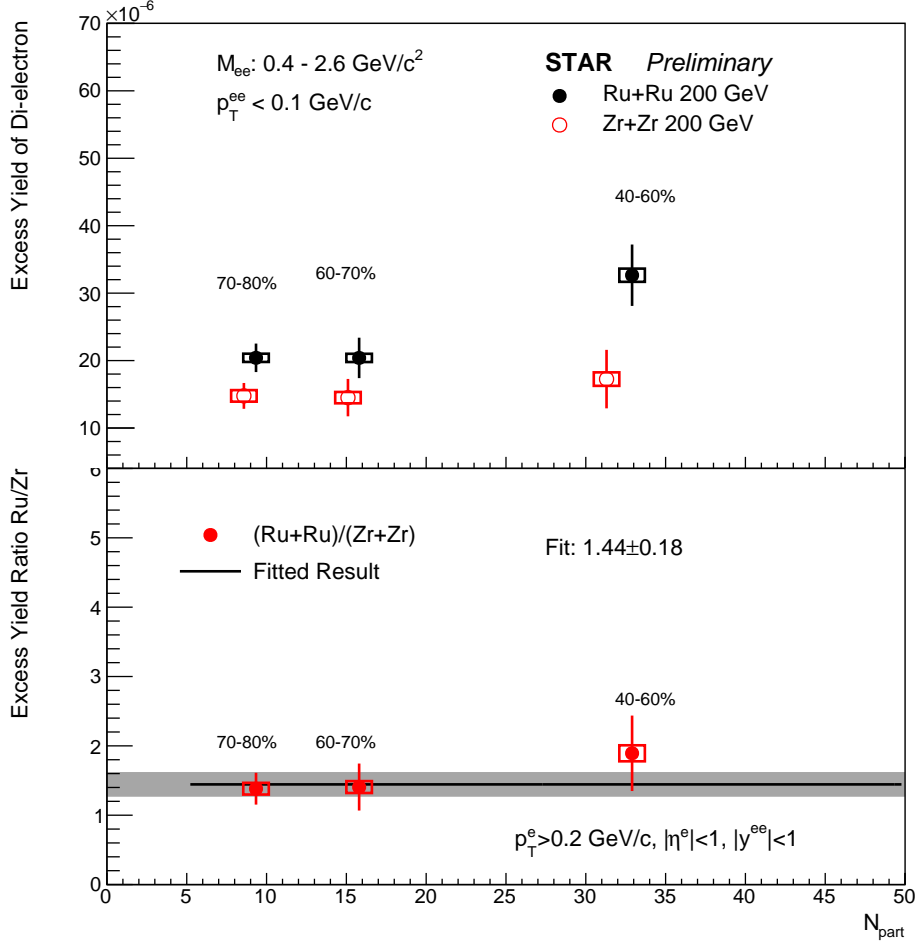 ×10⁻⁶
70
60
50
40
30
20
10
Excess Yield of Di-electron
M_ee: 0.4 - 2.6 GeV/c²
p_T^ee < 0.1 GeV/c
STAR Preliminary
Ru+Ru 200 GeV
Zr+Zr 200 GeV
40-60%
70-80%
60-70%
Excess Yield Ratio Ru/Zr
6
5
4
3
2
1
0
(Ru+Ru)/(Zr+Zr)
Fitted Result
Fit: 1.44±0.18
40-60%
70-80%
60-70%
p_T^e>0.2 GeV/c, |η^e|<1, |y^ee|<1
0 5 10 15 20 25 30 35 40 45 50
N_part